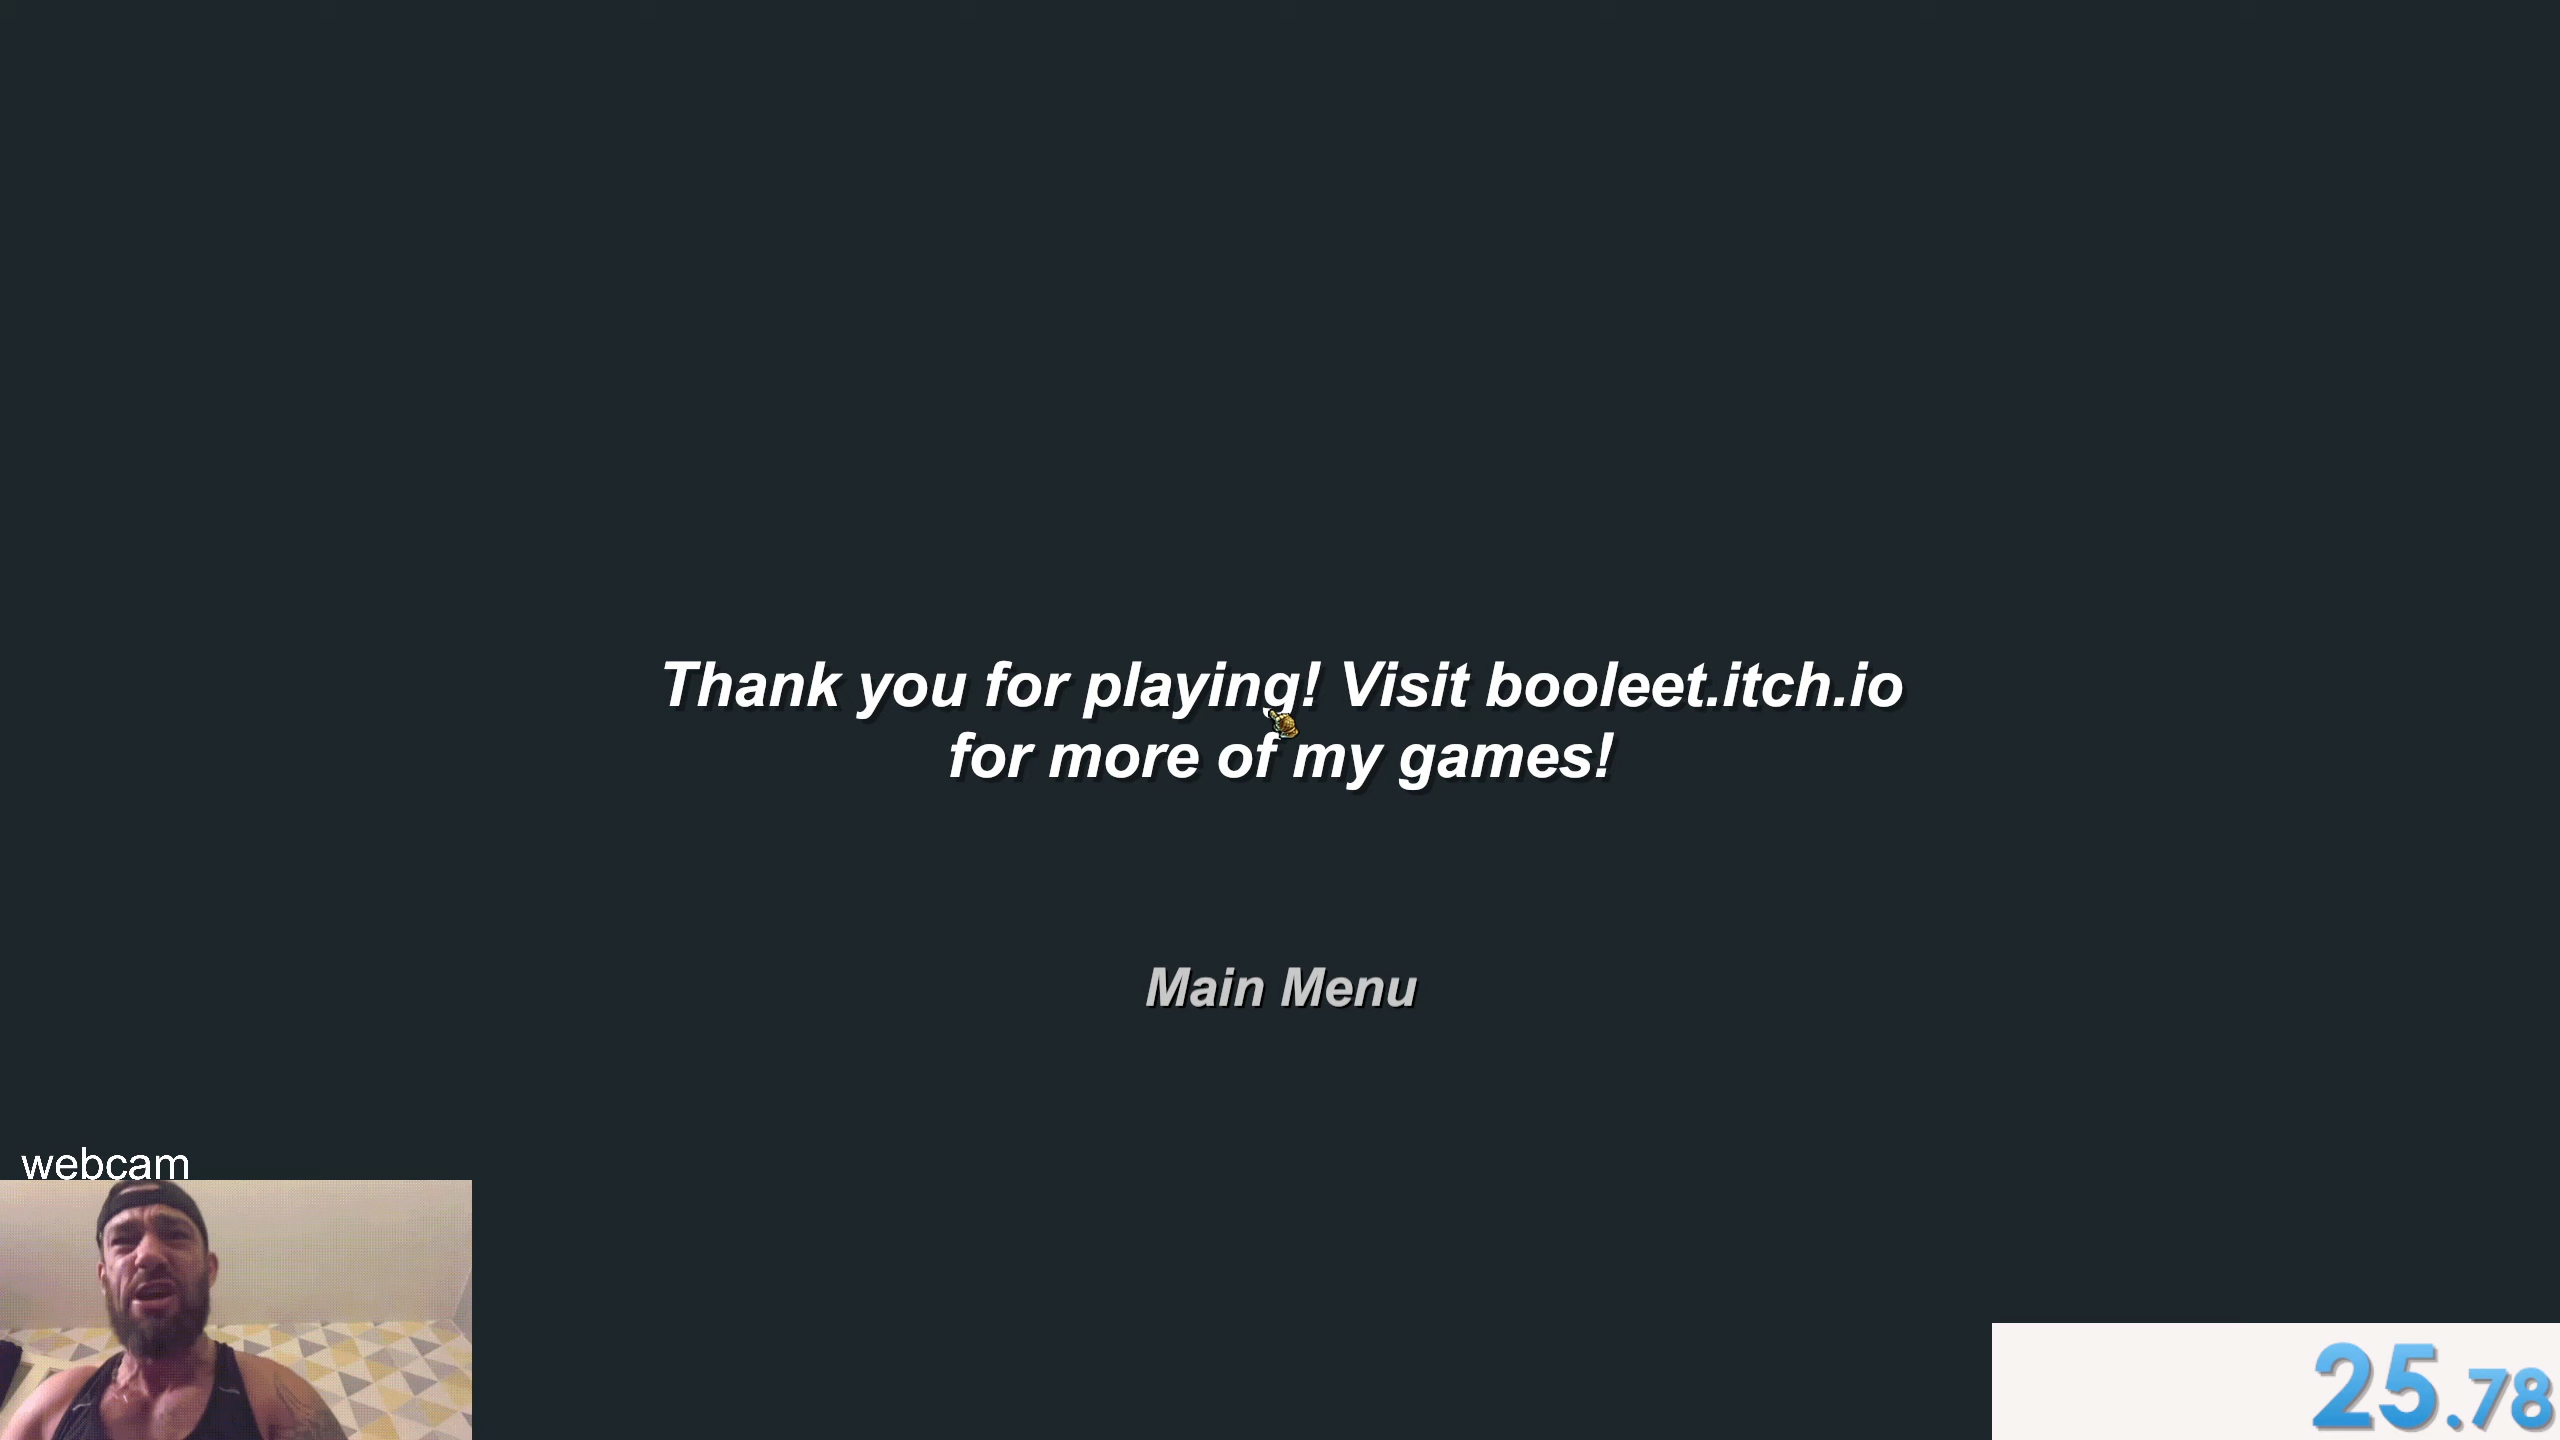 Thank you for playing! Visit booleet.itch.io
for more of my games!
Main Menu
webcam
25.78